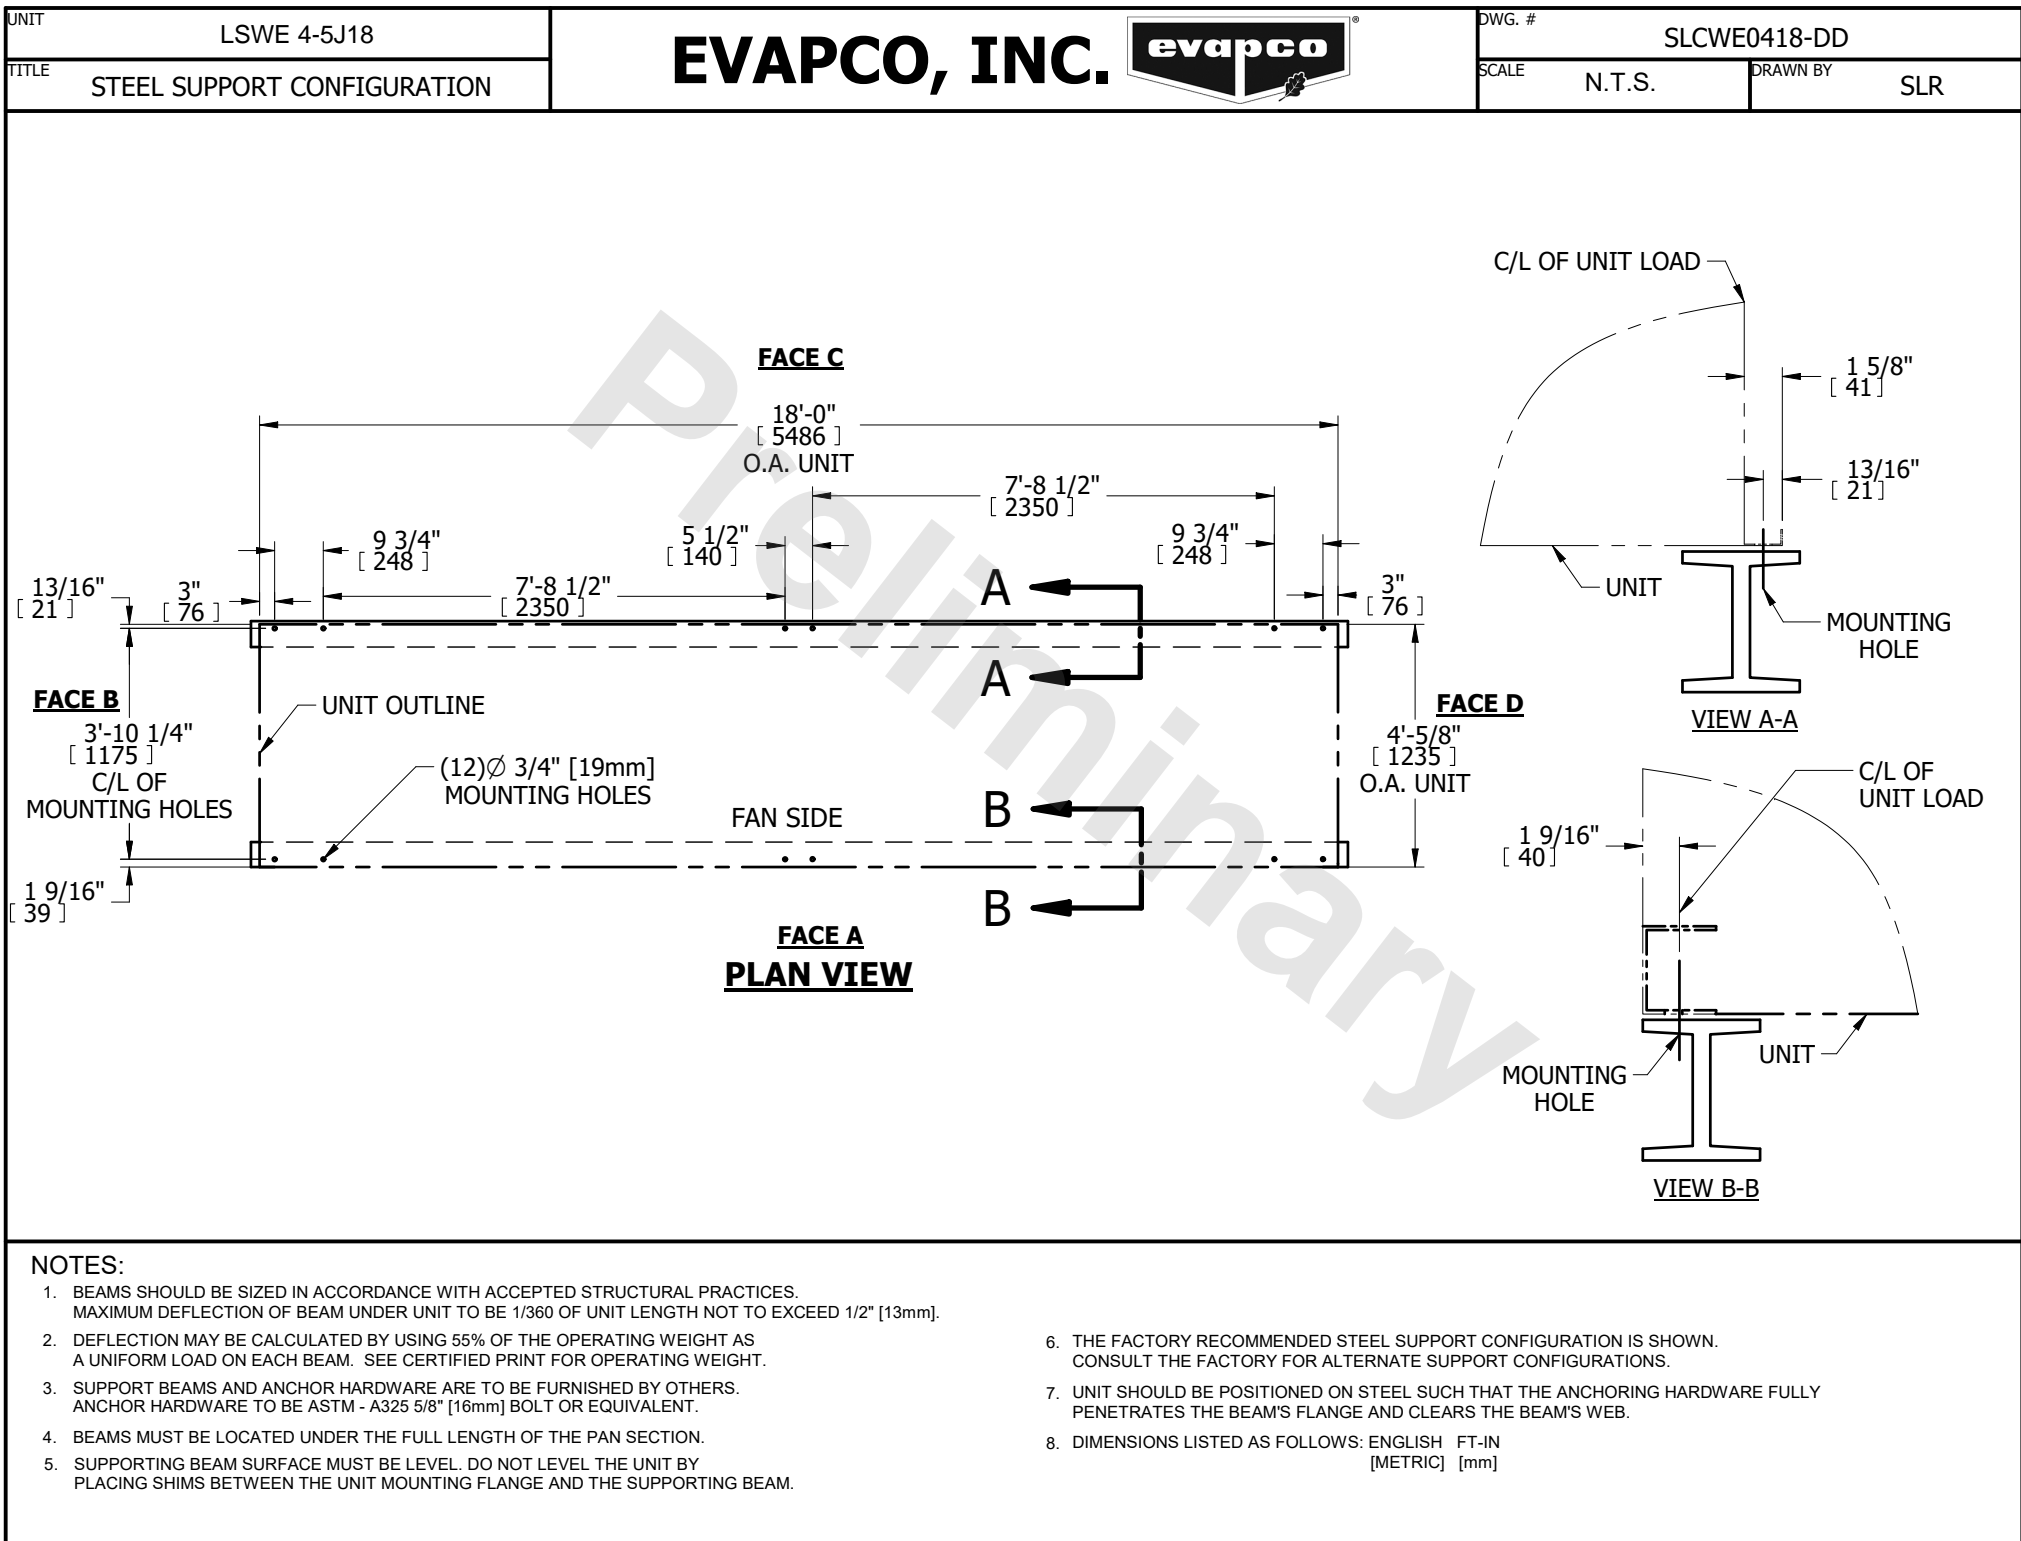 UNIT
LSWE 4-5J18
TITLE
STEEL SUPPORT CONFIGURATION
EVAPCO, INC.
evapco
®
DWG. #
SLCWE0418-DD
SCALE
N.T.S.
DRAWN BY
SLR
Preliminary
FACE C
18'-0"
[ 5486 ]
O.A. UNIT
7'-8 1/2"
[ 2350 ]
9 3/4"
[ 248 ]
5 1/2"
[ 140 ]
9 3/4"
[ 248 ]
13/16"
[ 21 ]
3"
[ 76 ]
7'-8 1/2"
[ 2350 ]
3"
[ 76 ]
A
A
FACE B
UNIT OUTLINE
3'-10 1/4"
[ 1175 ]
C/L OF
MOUNTING HOLES
(12)Ø 3/4" [19mm]
MOUNTING HOLES
FAN SIDE
B
B
FACE D
4'-5/8"
[ 1235 ]
O.A. UNIT
1 9/16"
[ 39 ]
FACE A
PLAN VIEW
C/L OF UNIT LOAD
1 5/8"
[ 41 ]
13/16"
[ 21 ]
UNIT
MOUNTING
HOLE
VIEW A-A
C/L OF
UNIT LOAD
1 9/16"
[ 40 ]
UNIT
MOUNTING
HOLE
VIEW B-B
NOTES:
1. BEAMS SHOULD BE SIZED IN ACCORDANCE WITH ACCEPTED STRUCTURAL PRACTICES.
MAXIMUM DEFLECTION OF BEAM UNDER UNIT TO BE 1/360 OF UNIT LENGTH NOT TO EXCEED 1/2" [13mm].
2. DEFLECTION MAY BE CALCULATED BY USING 55% OF THE OPERATING WEIGHT AS
A UNIFORM LOAD ON EACH BEAM. SEE CERTIFIED PRINT FOR OPERATING WEIGHT.
3. SUPPORT BEAMS AND ANCHOR HARDWARE ARE TO BE FURNISHED BY OTHERS.
ANCHOR HARDWARE TO BE ASTM - A325 5/8" [16mm] BOLT OR EQUIVALENT.
4. BEAMS MUST BE LOCATED UNDER THE FULL LENGTH OF THE PAN SECTION.
5. SUPPORTING BEAM SURFACE MUST BE LEVEL. DO NOT LEVEL THE UNIT BY
PLACING SHIMS BETWEEN THE UNIT MOUNTING FLANGE AND THE SUPPORTING BEAM.
6. THE FACTORY RECOMMENDED STEEL SUPPORT CONFIGURATION IS SHOWN.
CONSULT THE FACTORY FOR ALTERNATE SUPPORT CONFIGURATIONS.
7. UNIT SHOULD BE POSITIONED ON STEEL SUCH THAT THE ANCHORING HARDWARE FULLY
PENETRATES THE BEAM'S FLANGE AND CLEARS THE BEAM'S WEB.
8. DIMENSIONS LISTED AS FOLLOWS: ENGLISH FT-IN
[METRIC] [mm]